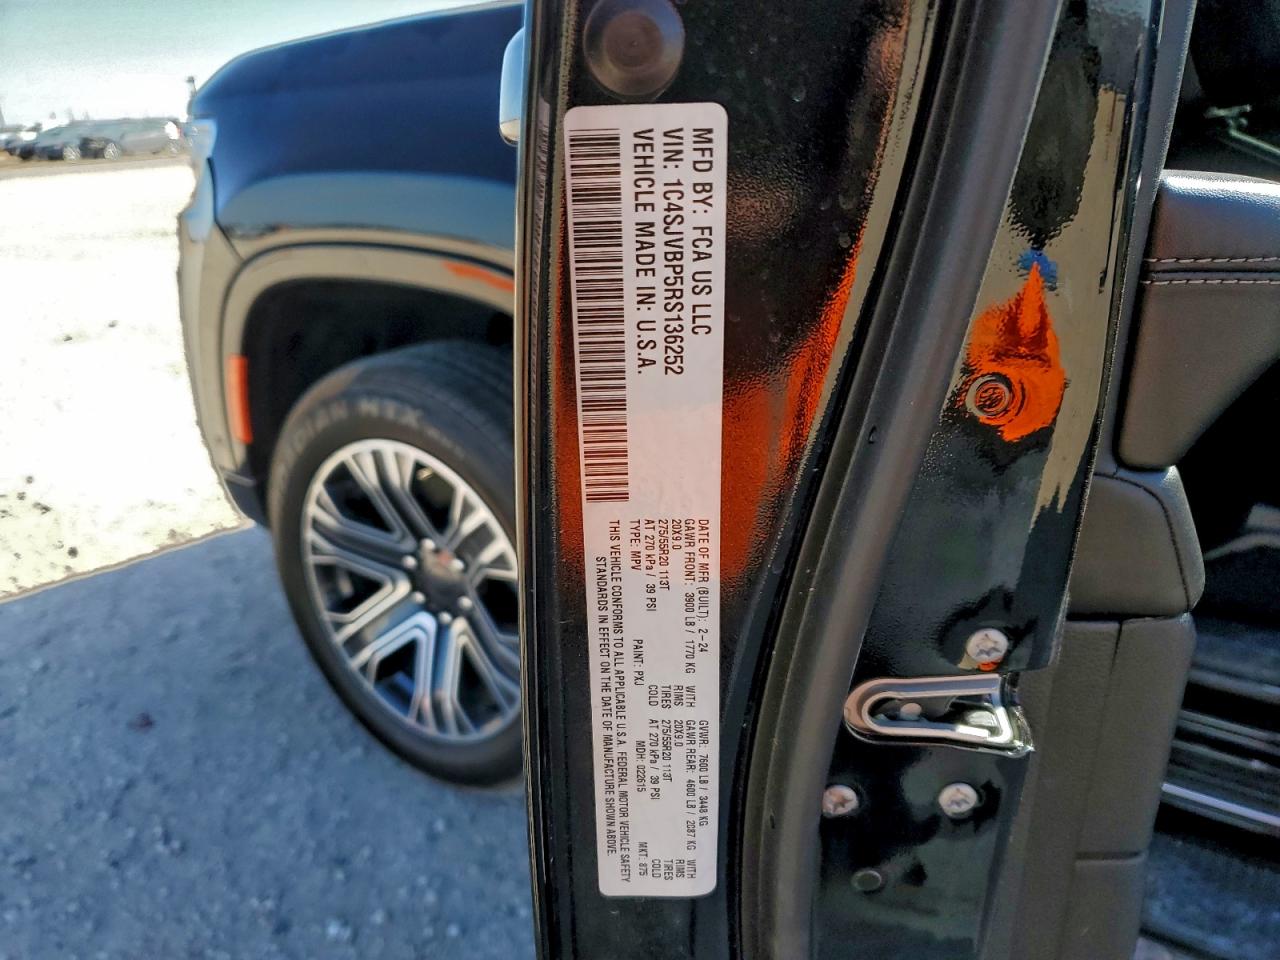 MFD BY: FCA US LLC
VIN: 1C4SJVBP5RS136252
VEHICLE MADE IN: U.S.A.
DATE OF MFR (BUILT): 2-24
GVWR: 7600 LB / 3448 KG
GAWR FRONT: 3900 LB / 1770 KG WITH
GAWR REAR: 4600 LB / 2087 KG WITH
20X9.0 RIMS
20X9.0 RIMS
275/55R20 113T TIRES
275/55R20 113T TIRES
AT 270 kPa / 39 PSI COLD
AT 270 kPa / 39 PSI COLD
TYPE: MPV PAINT: PXJ MDH: 022615 MKT: 875
THIS VEHICLE CONFORMS TO ALL APPLICABLE U.S.A. FEDERAL MOTOR VEHICLE SAFETY
STANDARDS IN EFFECT ON THE DATE OF MANUFACTURE SHOWN ABOVE.